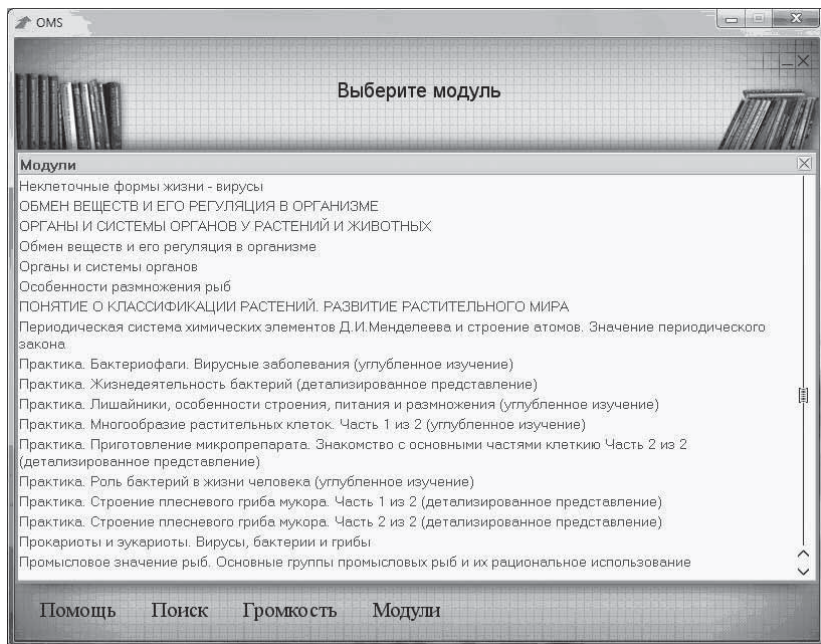 OMS
Выберите модуль
Модули
Неклеточные формы жизни - вирусы
ОБМЕН ВЕЩЕСТВ И ЕГО РЕГУЛЯЦИЯ В ОРГАНИЗМЕ
ОРГАНЫ И СИСТЕМЫ ОРГАНОВ У РАСТЕНИЙ И ЖИВОТНЫХ
Обмен веществ и его регуляция в организме
Органы и системы органов
Особенности размножения рыб
ПОНЯТИЕ О КЛАССИФИКАЦИИ РАСТЕНИЙ. РАЗВИТИЕ РАСТИТЕЛЬНОГО МИРА
Периодическая система химических элементов Д.И.Менделеева и строение атомов. Значение периодического
закона
Практика. Бактериофаги. Вирусные заболевания (углубленное изучение)
Практика. Жизнедеятельность бактерий (детализированное представление)
Практика. Лишайники, особенности строения, питания и размножения (углубленное изучение)
Практика. Многообразие растительных клеток. Часть 1 из 2 (углубленное изучение)
Практика. Приготовление микропрепарата. Знакомство с основными частями клеткию Часть 2 из 2
(детализированное представление)
Практика. Роль бактерий в жизни человека (углубленное изучение)
Практика. Строение плесневого гриба мукора. Часть 1 из 2 (детализированное представление)
Практика. Строение плесневого гриба мукора. Часть 2 из 2 (детализированное представление)
Прокариоты и эукариоты. Вирусы, бактерии и грибы
Промысловое значение рыб. Основные группы промысловых рыб и их рациональное использование
Помощь Поиск Громкость Модули